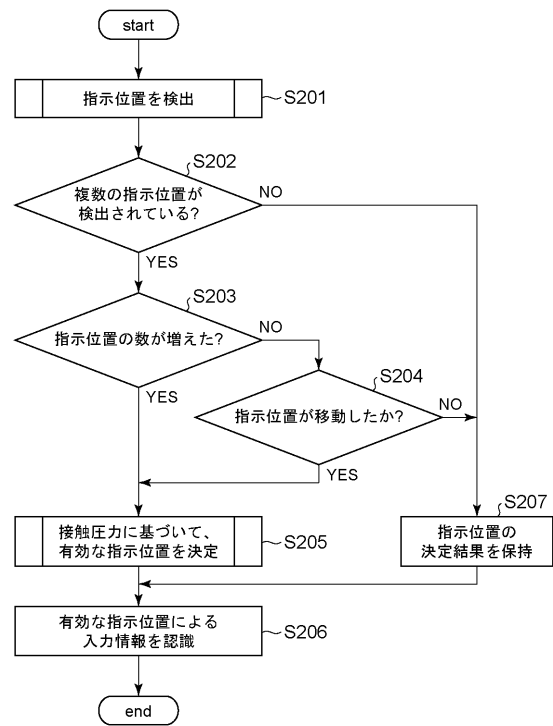 start
指示位置を検出
S201
S202
複数の指示位置が
検出されている?
NO
YES
S203
指示位置の数が増えた?
NO
YES
S204
指示位置が移動したか?
NO
YES
接触圧力に基づいて、
有効な指示位置を決定
S205
S207
指示位置の
決定結果を保持
有効な指示位置による
入力情報を認識
S206
end